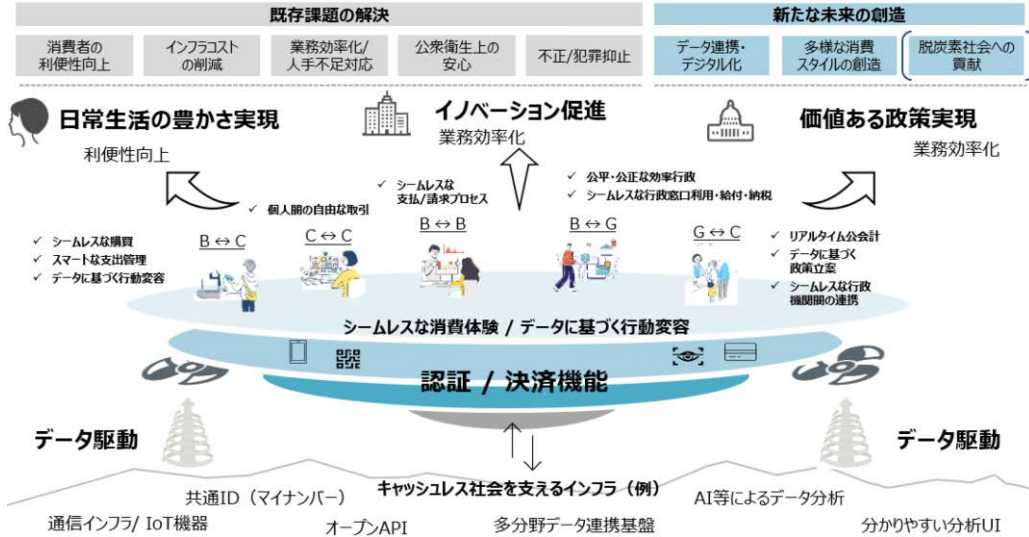 既存課題の解決
新たな未来の創造
消費者の
利便性向上
インフラコスト
の削減
業務効率化/
人手不足対応
公衆衛生上の
安心
不正/犯罪抑止
データ連携・
デジタル化
多様な消費
スタイルの創造
脱炭素社会への
貢献
日常生活の豊かさ実現
利便性向上
イノベーション促進
業務効率化
価値ある政策実現
業務効率化
✓ シームレスな購買
✓ スマートな支出管理
✓ データに基づく行動変容
B ↔ C
✓ 個人間の自由な取引
C ↔ C
✓ シームレスな
支払/請求プロセス
B ↔ B
✓ 公平・公正な効率行政
✓ シームレスな行政窓口利用・給付・納税
B ↔ G
G ↔ C
✓ リアルタイム公会計
✓ データに基づく
政策立案
✓ シームレスな行政
機関間の連携
シームレスな消費体験 / データに基づく行動変容
認証 / 決済機能
データ駆動
データ駆動
キャッシュレス社会を支えるインフラ（例）
共通ID（マイナンバー）
AI等によるデータ分析
通信インフラ/ IoT機器
オープンAPI
多分野データ連携基盤
分かりやすい分析UI